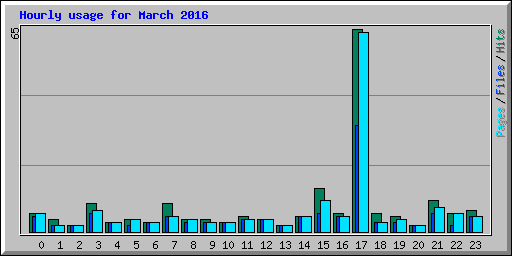 Hourly usage for March 2016
65
Pages/Files/Hits
0 1 2 3 4 5 6 7 8 9 10 11 12 13 14 15 16 17 18 19 20 21 22 23